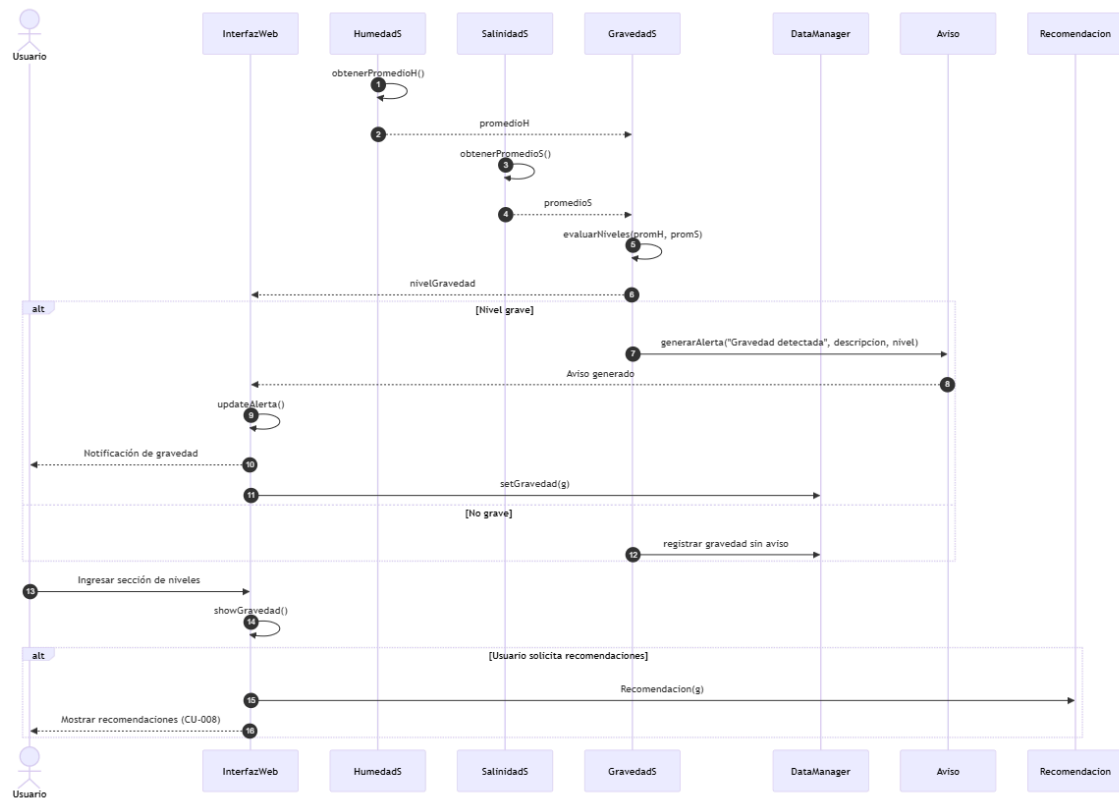 InterfazWeb
HumedadS
SalinidadS
GravedadS
DataManager
Aviso
Recomendacion
Usuario
obtenerPromedioH()
1
promedioH
2
obtenerPromedioS()
3
promedioS
4
evaluarNiveles(promH, promS)
5
nivelGravedad
6
alt
[Nivel grave]
generarAlerta("Gravedad detectada", descripcion, nivel)
7
Aviso generado
8
updateAlerta()
9
Notificación de gravedad
10
setGravedad(g)
11
[No grave]
registrar gravedad sin aviso
12
Ingresar sección de niveles
13
showGravedad()
14
alt
[Usuario solicita recomendaciones]
Recomendacion(g)
15
Mostrar recomendaciones (CU-008)
16
InterfazWeb
HumedadS
SalinidadS
GravedadS
DataManager
Aviso
Recomendacion
Usuario